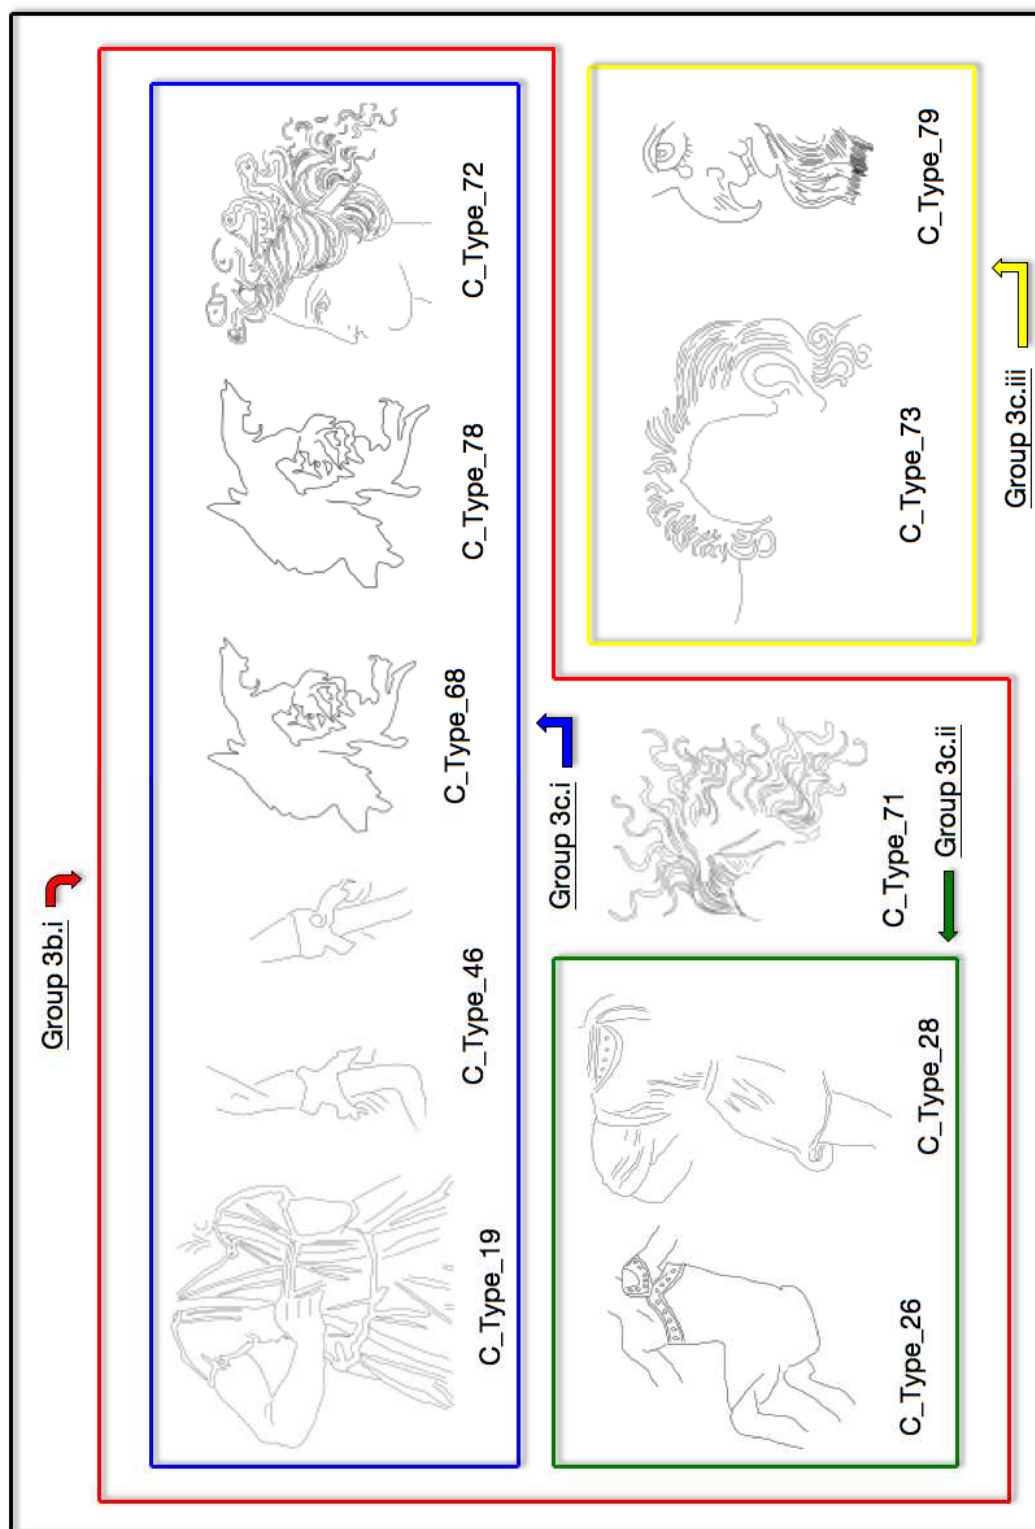 Group 3b.i
C_Type_19
C_Type_46
C_Type_68
C_Type_78
C_Type_72
Group 3c.i
C_Type_26
C_Type_28
Group 3c.ii
C_Type_71
C_Type_73
C_Type_79
Group 3c.iii